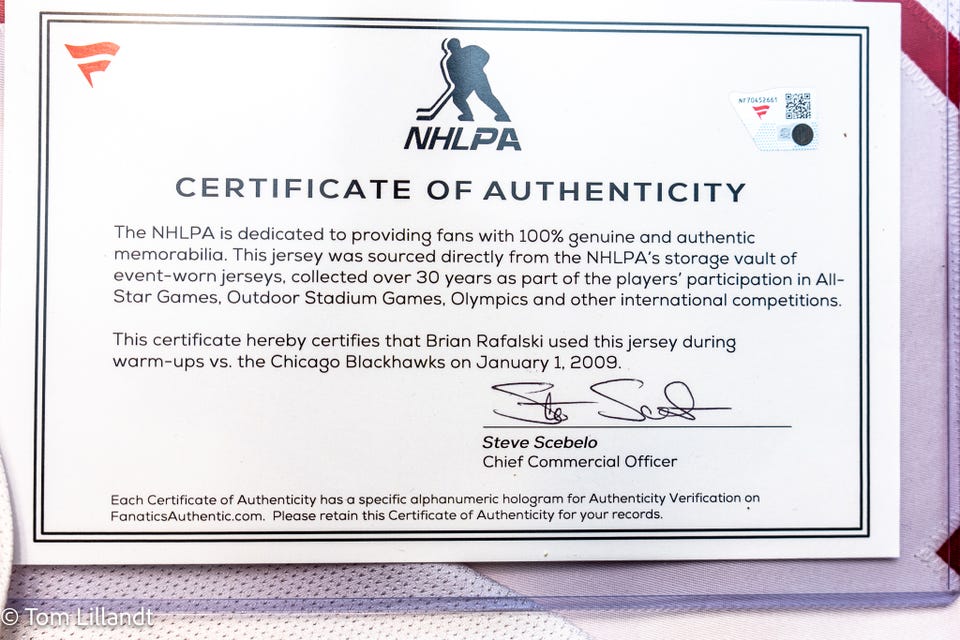 NHLPA
NF70452661
CERTIFICATE OF AUTHENTICITY
The NHLPA is dedicated to providing fans with 100% genuine and authentic
memorabilia. This jersey was sourced directly from the NHLPA's storage vault of
event-worn jerseys, collected over 30 years as part of the players' participation in All-
Star Games, Outdoor Stadium Games, Olympics and other international competitions.
This certificate hereby certifies that Brian Rafalski used this jersey during
warm-ups vs. the Chicago Blackhawks on January 1, 2009.
Steve Scebelo
Chief Commercial Officer
Each Certificate of Authenticity has a specific alphanumeric hologram for Authenticity Verification on
FanaticsAuthentic.com. Please retain this Certificate of Authenticity for your records.
© Tom Lillandt